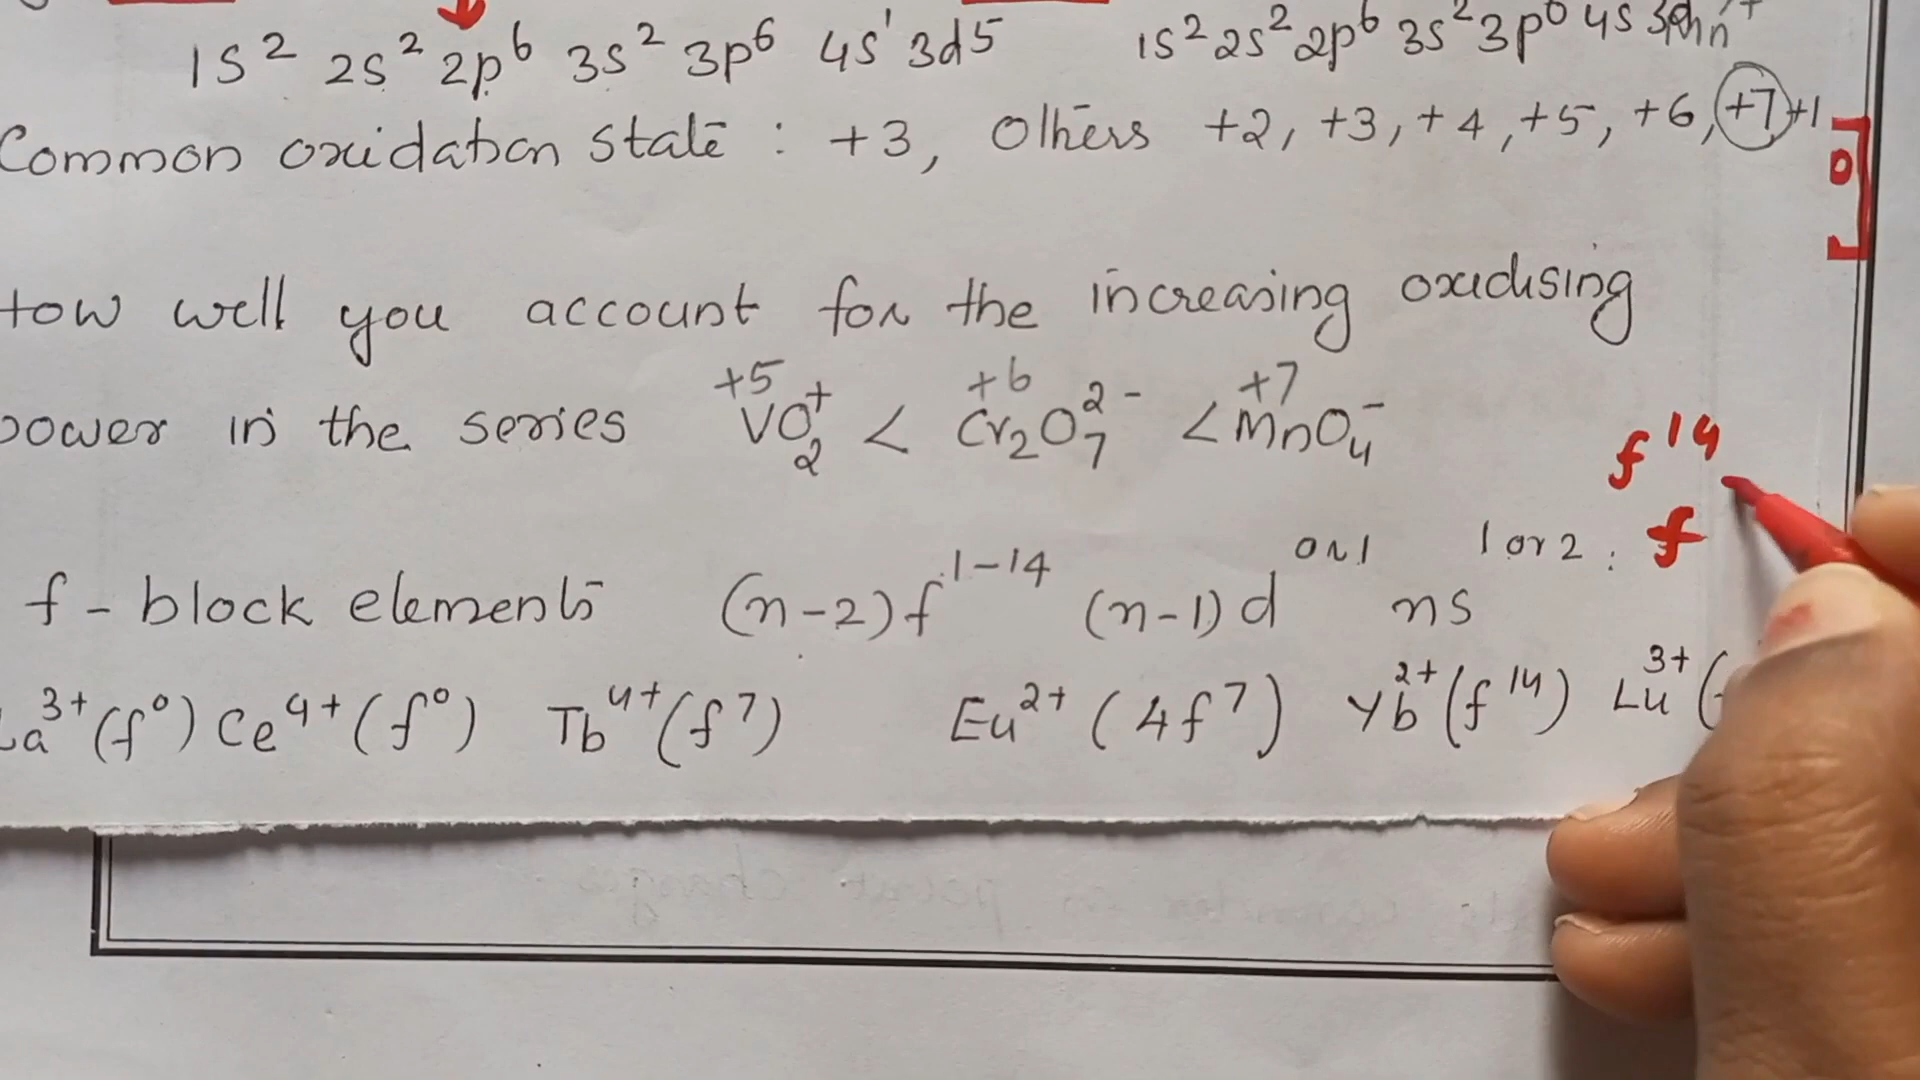 1s² 2s² 2p⁶ 3s² 3p⁶ 4s¹ 3d5 1s² 2s² 2p⁶ 3s² 3p⁶ 4s
Common oxidation state : +3, Others +2, +3, +4, +5, +6, +7, +1
0
How well you account for the increasing oxidising
power in the series VO₂⁺ < Cr₂O₇²⁻ < MnO₄⁻
+5 +6 +7
f¹⁴
f
f - block elements (n-2)f¹⁻¹⁴ (n-1)d⁰ ᵒʳ ¹ ns¹ ᵒʳ ².
La³⁺(f⁰) Ce⁴⁺(f⁰) Tb⁴⁺(f⁷) Eu²⁺(4f⁷) Yb²⁺(f¹⁴) Lu³⁺(